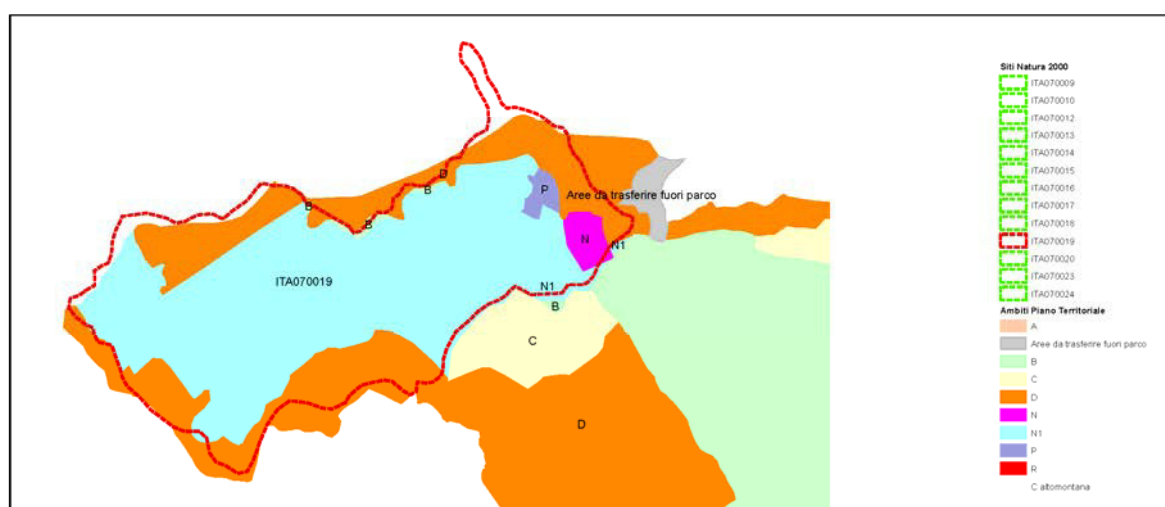 D
B
P
Aree da trasferire fuori parco
B
B
N
N1
ITA070019
N1
B
C
D
Siti Natura 2000
ITA070009
ITA070010
ITA070012
ITA070013
ITA070014
ITA070015
ITA070016
ITA070017
ITA070018
ITA070019
ITA070020
ITA070023
ITA070024
Ambiti Piano Territoriale
A
Aree da trasferire fuori parco
B
C
D
N
N1
P
R
C altomontana